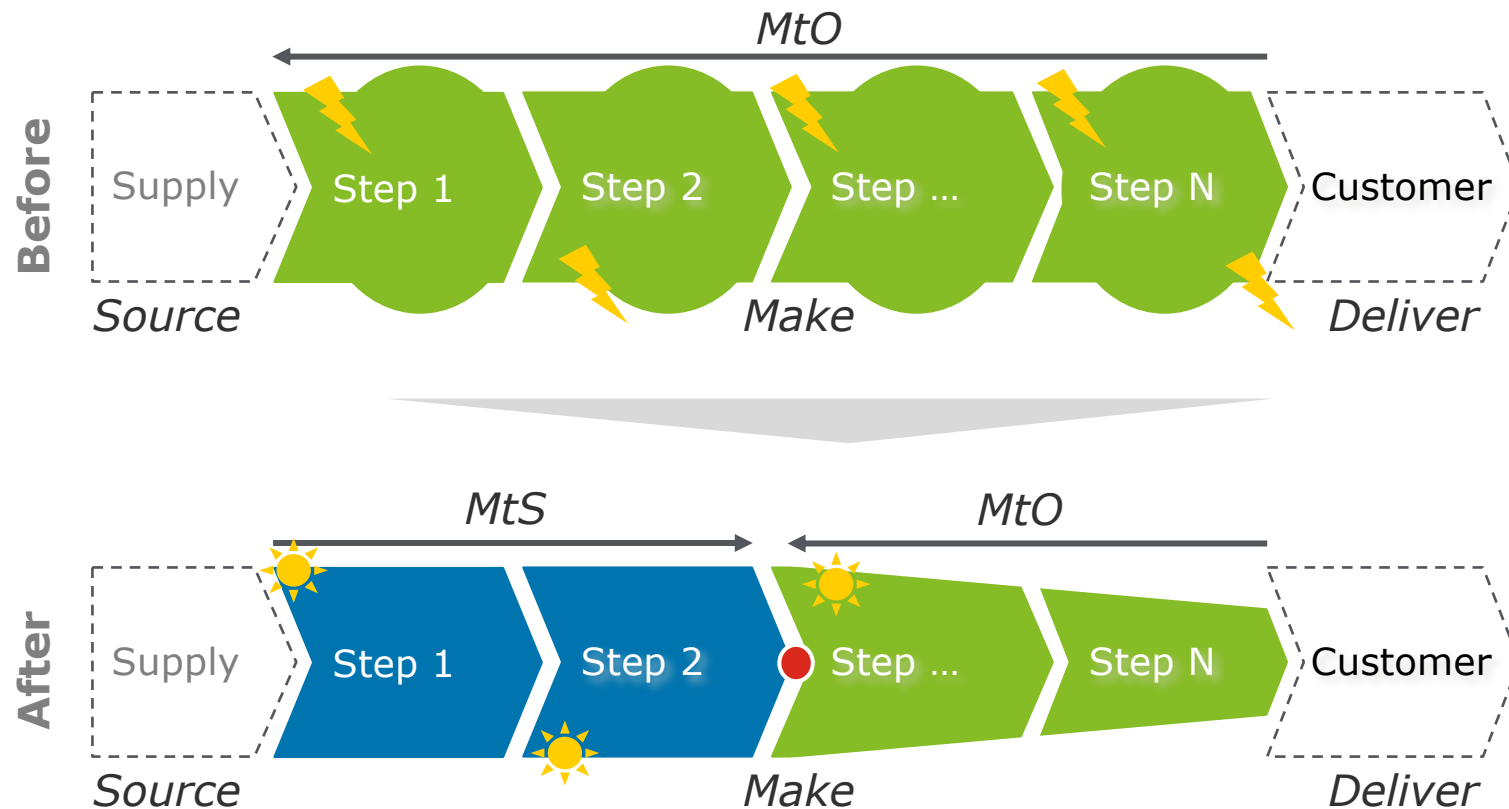 MtO
Before
Supply
Step 1
Step 2
Step ...
Step N
Customer
Source
Make
Deliver
MtS
MtO
After
Supply
Step 1
Step 2
Step ...
Step N
Customer
Source
Make
Deliver